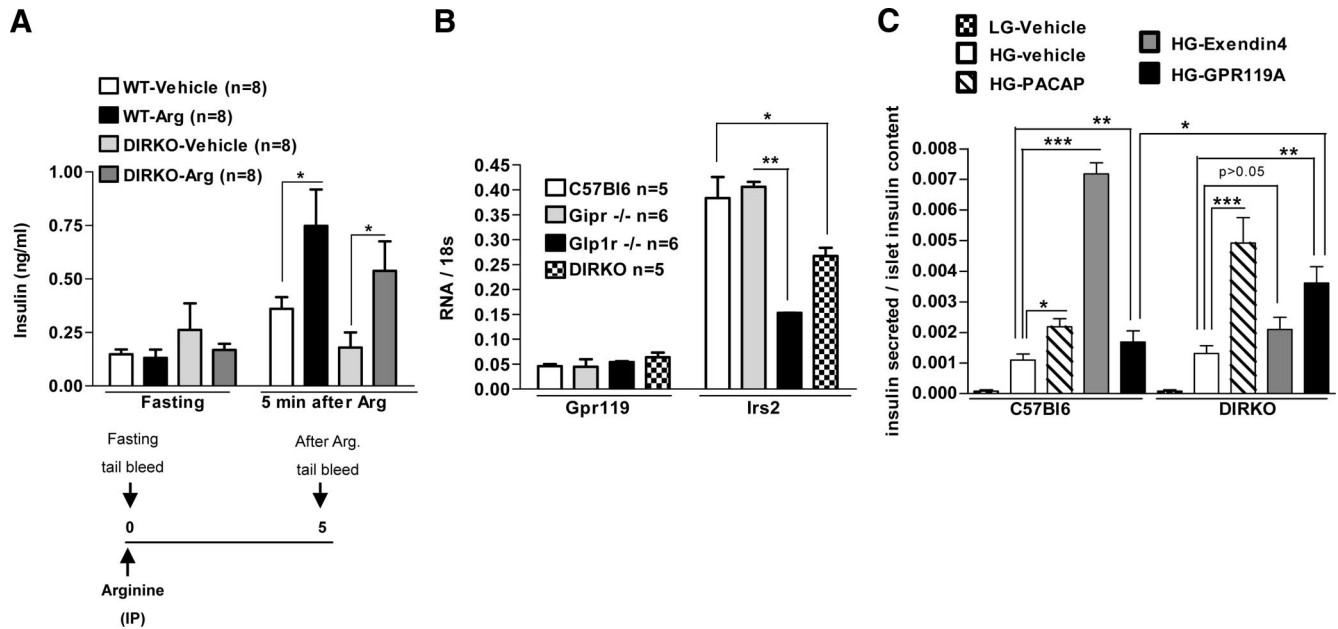 A
WT-Vehicle (n=8)
WT-Arg (n=8)
DIRKO-Vehicle (n=8)
DIRKO-Arg (n=8)
Insulin (ng/ml)
1.00
0.75
0.50
0.25
0.00
*
*
Fasting
5 min after Arg
Fasting
tail bleed
After Arg.
tail bleed
0
5
Arginine
(IP)
B
C57Bl6 n=5
Gipr -/- n=6
Glp1r -/- n=6
DIRKO n=5
RNA / 18s
0.45
0.40
0.35
0.30
0.25
0.20
0.15
0.10
0.05
0.00
*
**
Gpr119
Irs2
C
LG-Vehicle
HG-vehicle
HG-PACAP
HG-Exendin4
HG-GPR119A
insulin secreted / islet insulin content
0.008
0.007
0.006
0.005
0.004
0.003
0.002
0.001
0.000
**
***
*
*
**
p>0.05
***
C57Bl6
DIRKO